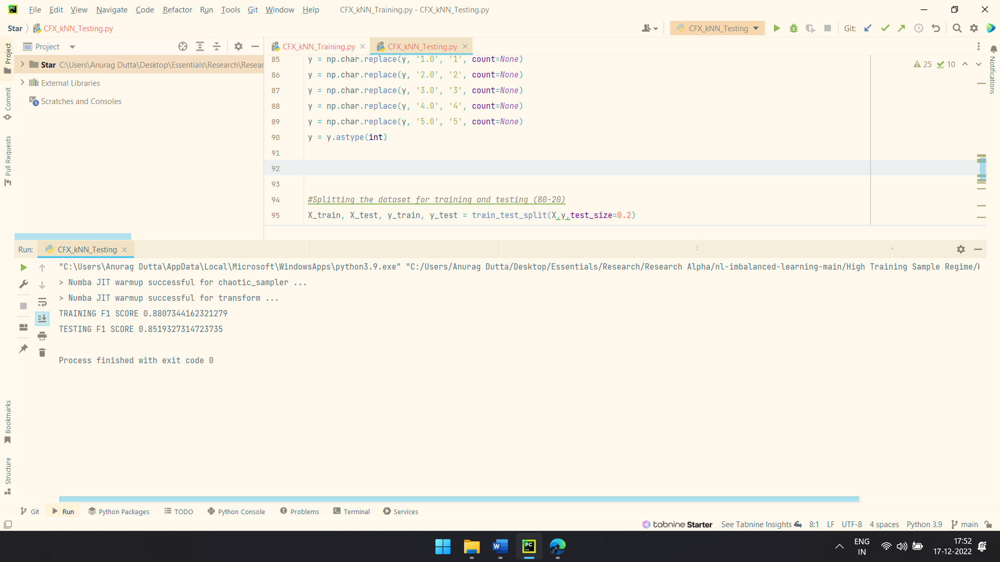 File Edit View Navigate Code Refactor Run Tools Git Window Help CFX_kNN_Training.py - CFX_kNN_Testing.py
Star CFX_kNN_Testing.py CFX_kNN_Testing Git:
Project CFX_kNN_Training.py CFX_kNN_Testing.py
Star C:\Users\Anurag Dutta\Desktop\Essentials\Research\Resear
External Libraries
Scratches and Consoles
25 10
85 y = np.char.replace(y, '1.0', '1', count=None)
86 y = np.char.replace(y, '2.0', '2', count=None)
87 y = np.char.replace(y, '3.0', '3', count=None)
88 y = np.char.replace(y, '4.0', '4', count=None)
89 y = np.char.replace(y, '5.0', '5', count=None)
90 y = y.astype(int)
91
92
93
94 #Splitting the dataset for training and testing (80-20)
95 X_train, X_test, y_train, y_test = train_test_split(X,y,test_size=0.2)
Project
Commit
Pull Requests
Bookmarks
Structure
Notifications
Run: CFX_kNN_Testing
"C:\Users\Anurag Dutta\AppData\Local\Microsoft\WindowsApps\python3.9.exe" "C:/Users/Anurag Dutta/Desktop/Essentials/Research/Research Alpha/nl-imbalanced-learning-main/High Training Sample Regime/
> Numba JIT warmup successful for chaotic_sampler ...
> Numba JIT warmup successful for transform ...
TRAINING F1 SCORE 0.8807344162321279
TESTING F1 SCORE 0.8519327314723735
Process finished with exit code 0
Git Run Python Packages TODO Python Console Problems Terminal Services
tabnine Starter See Tabnine Insights 8:1 LF UTF-8 4 spaces Python 3.9 main
ENG
IN
17:52
17-12-2022